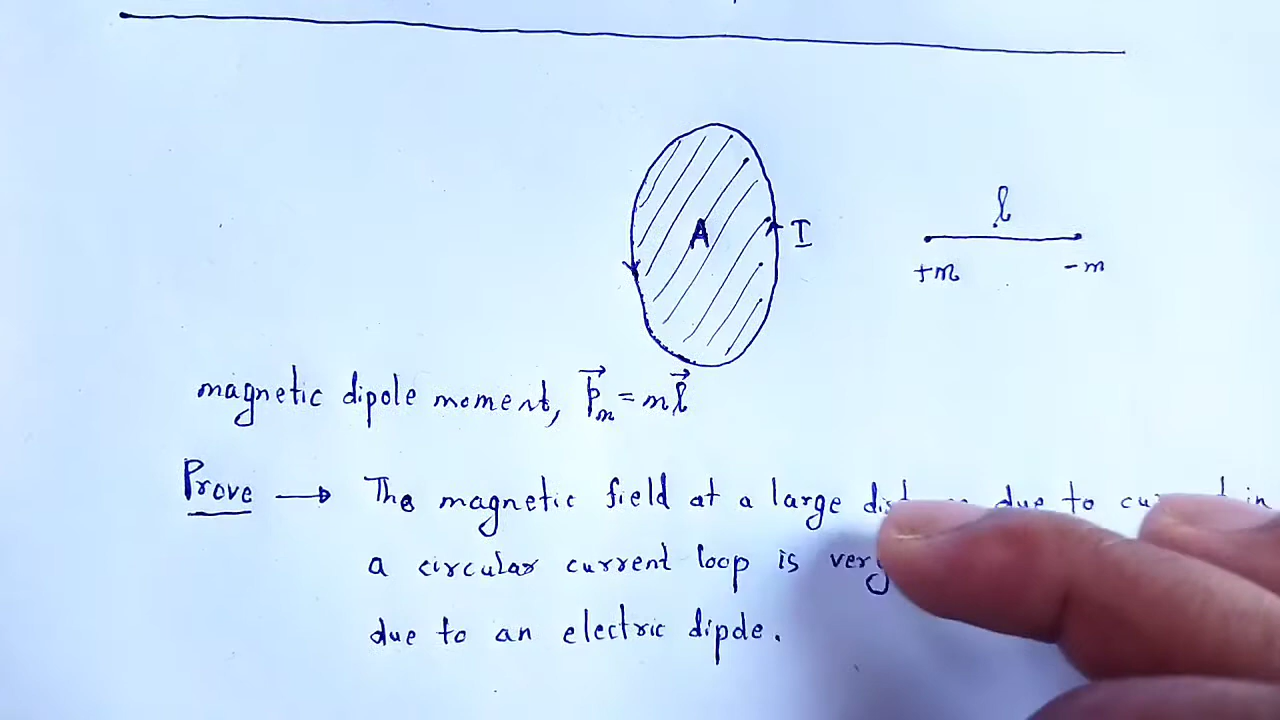 A
I
l
+m
-m
magnetic dipole moment, p⃗m = m l⃗
Prove → The magnetic field at a large due to in
a circular current loop is very
due to an electric dipole.